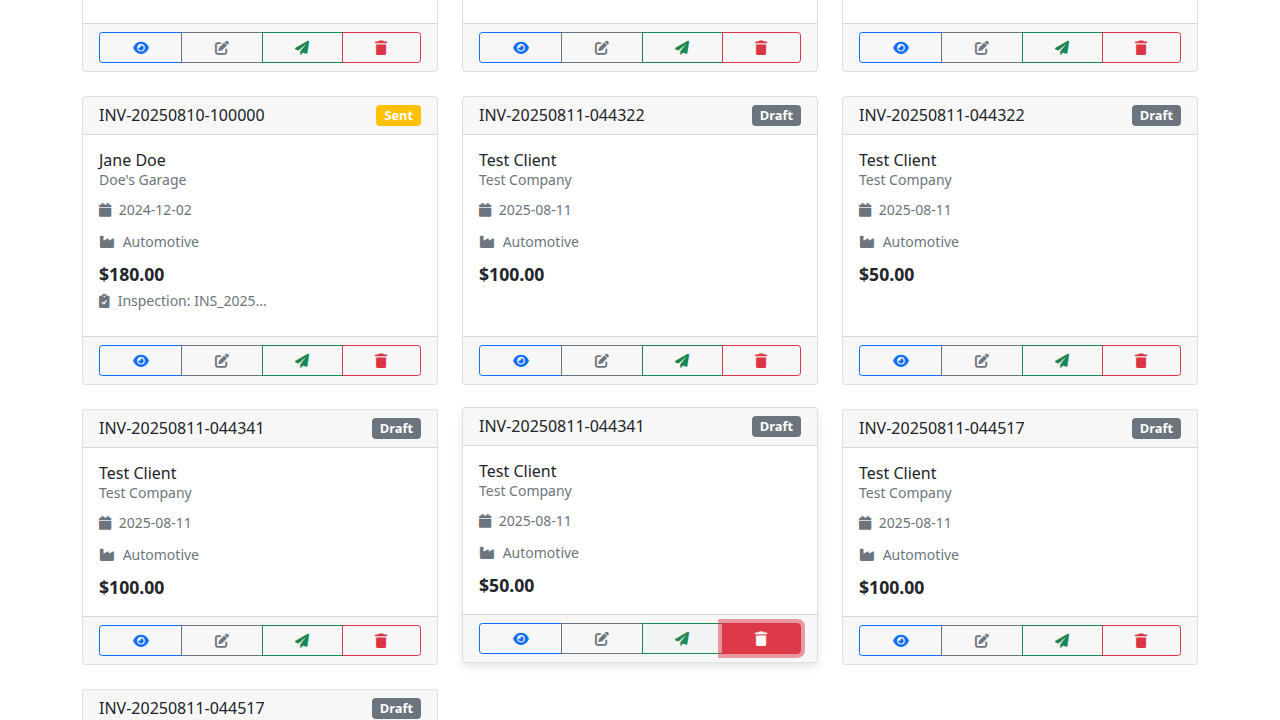 INV-20250810-100000 Sent
Jane Doe
Doe's Garage
2024-12-02
Automotive
$180.00
Inspection: INS_2025...
INV-20250811-044322 Draft
Test Client
Test Company
2025-08-11
Automotive
$100.00
INV-20250811-044322 Draft
Test Client
Test Company
2025-08-11
Automotive
$50.00
INV-20250811-044341 Draft
Test Client
Test Company
2025-08-11
Automotive
$100.00
INV-20250811-044341 Draft
Test Client
Test Company
2025-08-11
Automotive
$50.00
INV-20250811-044517 Draft
Test Client
Test Company
2025-08-11
Automotive
$100.00
INV-20250811-044517 Draft